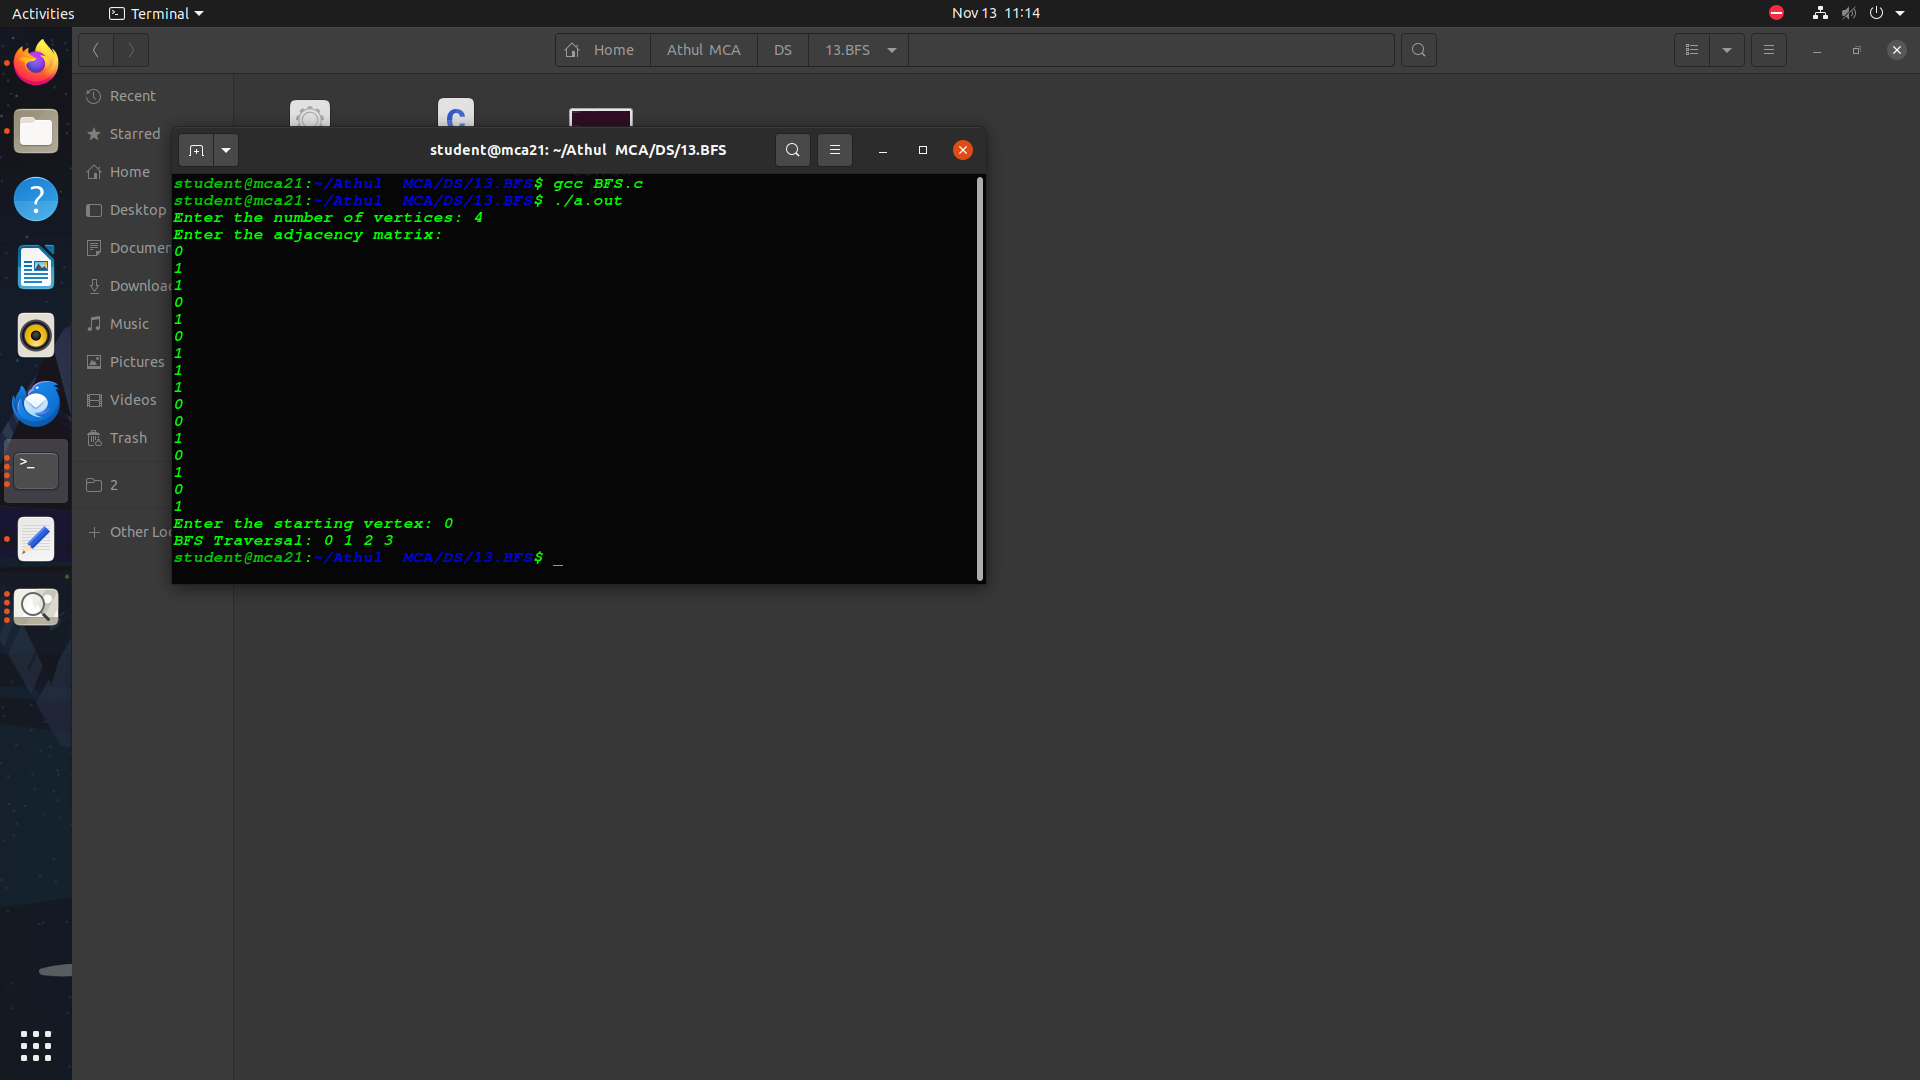 Activities Terminal Nov 13 11:14
Home Athul MCA DS 13.BFS
Recent
Starred
Home
Desktop
Documen
Downloa
Music
Pictures
Videos
Trash
2
Other Loc
C
student@mca21: ~/Athul MCA/DS/13.BFS
student@mca21:~/Athul  MCA/DS/13.BFS$ gcc BFS.c
student@mca21:~/Athul  MCA/DS/13.BFS$ ./a.out
Enter the number of vertices: 4
Enter the adjacency matrix:
0
1
1
0
1
0
1
1
1
0
0
1
0
1
0
1
Enter the starting vertex: 0
BFS Traversal: 0 1 2 3
student@mca21:~/Athul  MCA/DS/13.BFS$ _